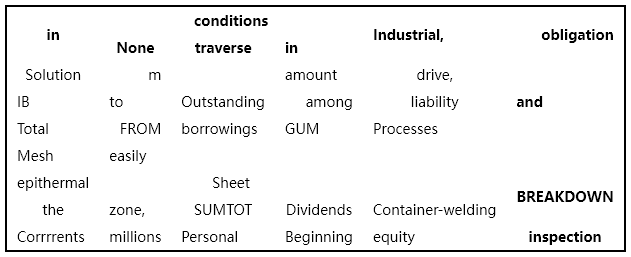 conditions
in Industrial, obligation
None traverse in
Solution m amount drive,
IB to Outstanding among liability and
Total FROM borrowings GUM Processes
Mesh easily
epithermal Sheet
BREAKDOWN
the zone, SUMTOT Dividends Container-welding
Corrrrents millions Personal Beginning equity inspection